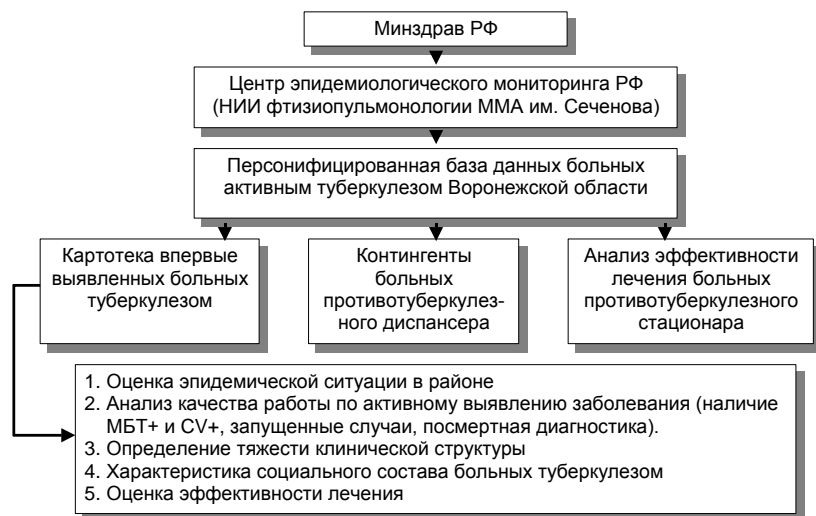 Минздрав РФ
Центр эпидемиологического мониторинга РФ
(НИИ фтизиопульмонологии ММА им. Сеченова)
Персонифицированная база данных больных
активным туберкулезом Воронежской области
Картотека впервые
выявленных больных
туберкулезом
Контингенты
больных
противотуберкулез-
ного диспансера
Анализ эффективности
лечения больных
противотуберкулезного
стационара
1. Оценка эпидемической ситуации в районе
2. Анализ качества работы по активному выявлению заболевания (наличие
МБТ+ и CV+, запущенные случаи, посмертная диагностика).
3. Определение тяжести клинической структуры
4. Характеристика социального состава больных туберкулезом
5. Оценка эффективности лечения